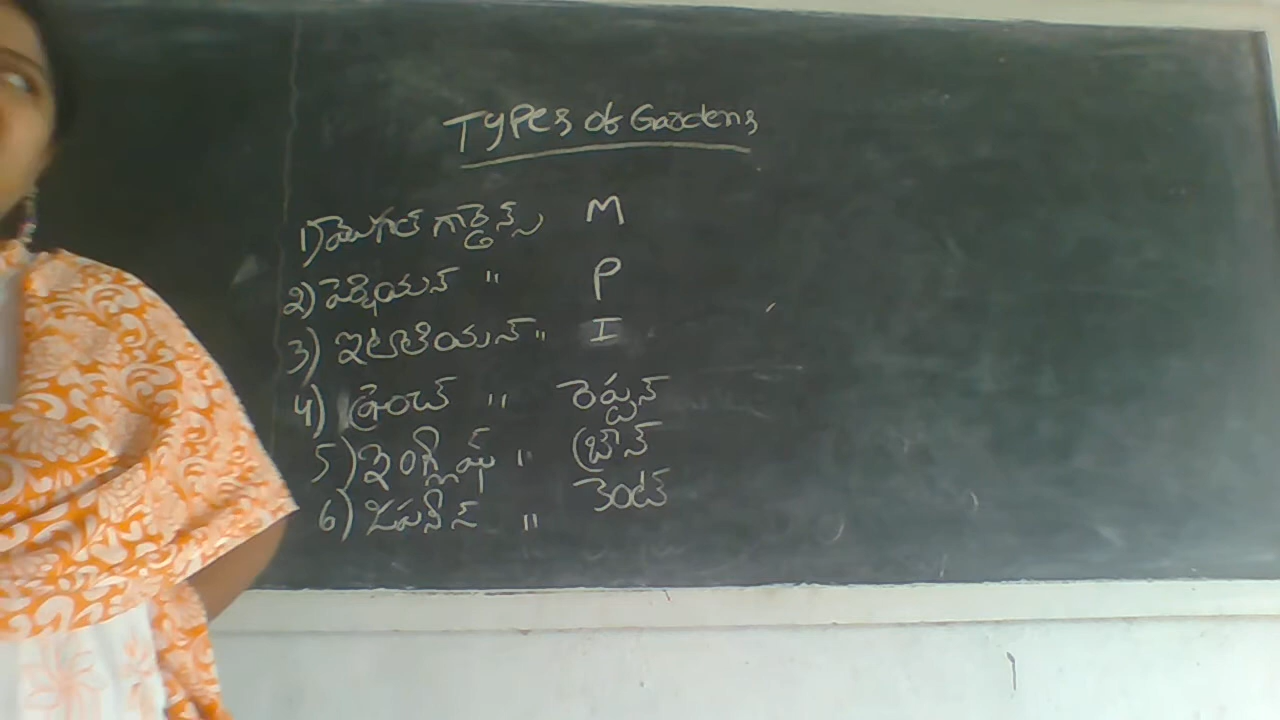 Types of Gardens
1) మొగల్ గార్డెన్స్ M
2) పెర్షియన్ " P
3) ఇటాలియన్ " I
4) ఫ్రెంచ్ " రెప్టన్
5) ఇంగ్లీష్ " బ్రౌన్
6) జపనీస్ " కెంట్